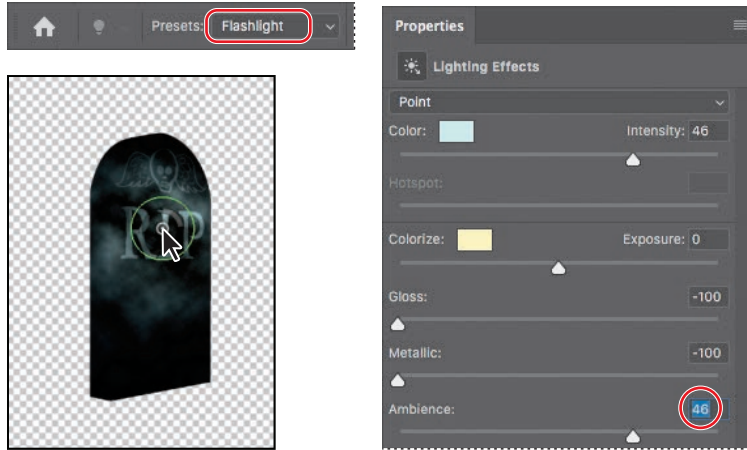 Presets: Flashlight
RIP
Properties
Lighting Effects
Point
Color: Intensity: 46
Hotspot:
Colorize: Exposure: 0
Gloss: -100
Metallic: -100
Ambience: 46